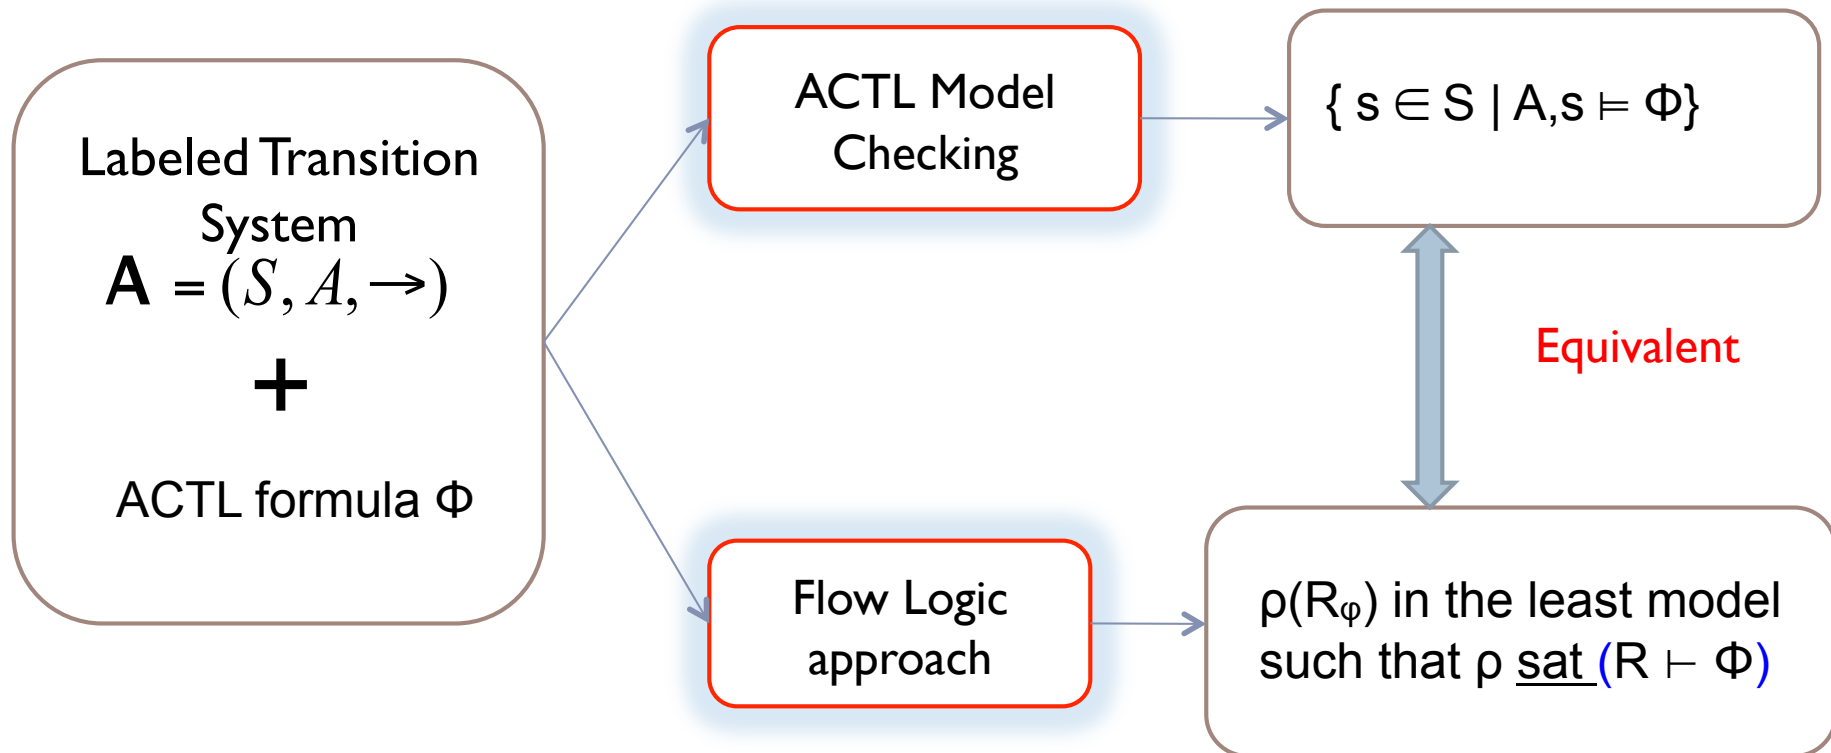 Labeled Transition
System
A = (S, A, →)
+
ACTL formula Φ
ACTL Model
Checking
{ s ∈ S | A,s ⊨ Φ}
Equivalent
Flow Logic
approach
ρ(Rφ) in the least model
such that ρ sat (R ⊢ Φ)